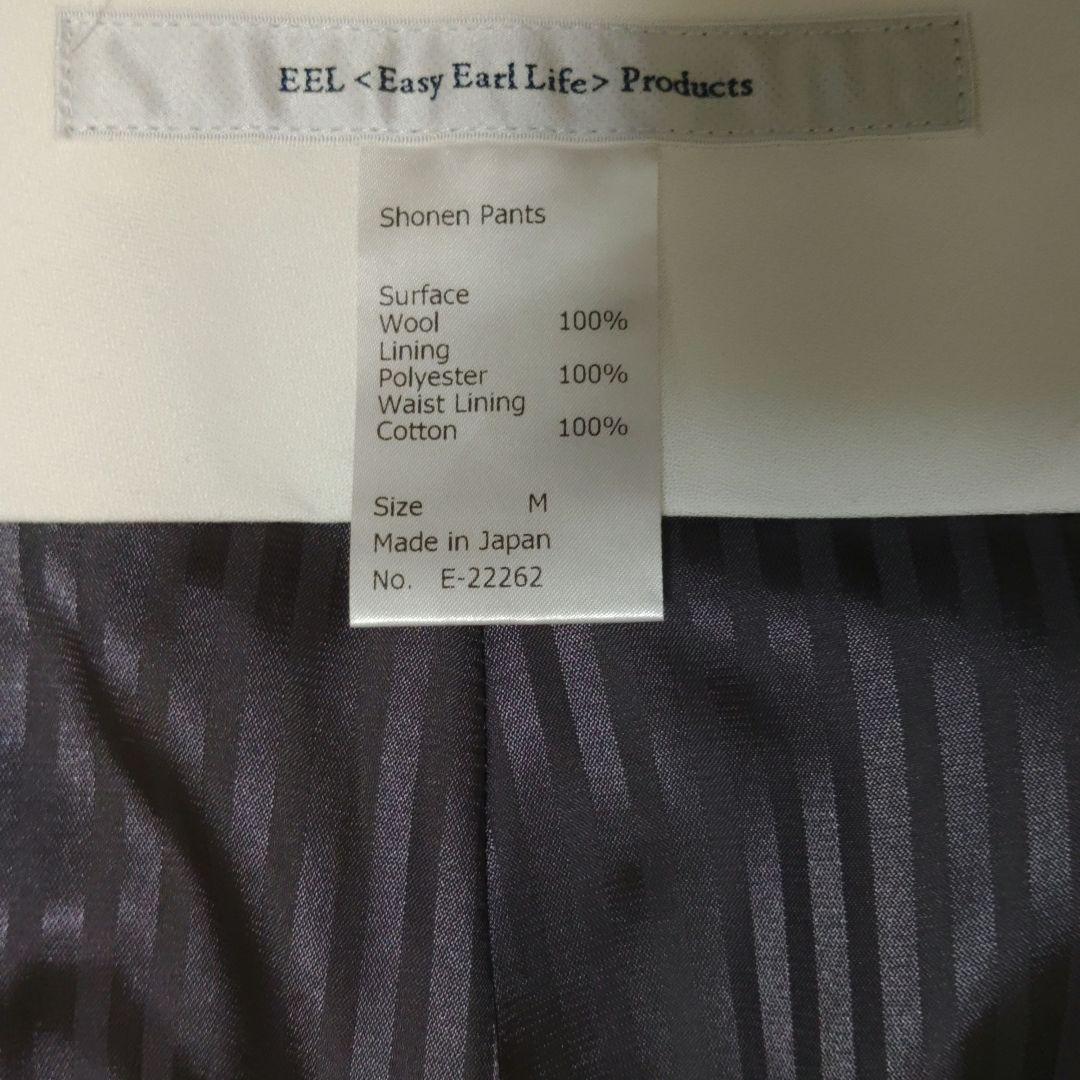 EEL <Easy Earl Life> Products
Shonen Pants
Surface
Wool 100%
Lining
Polyester 100%
Waist Lining
Cotton 100%
Size M
Made in Japan
No. E-22262